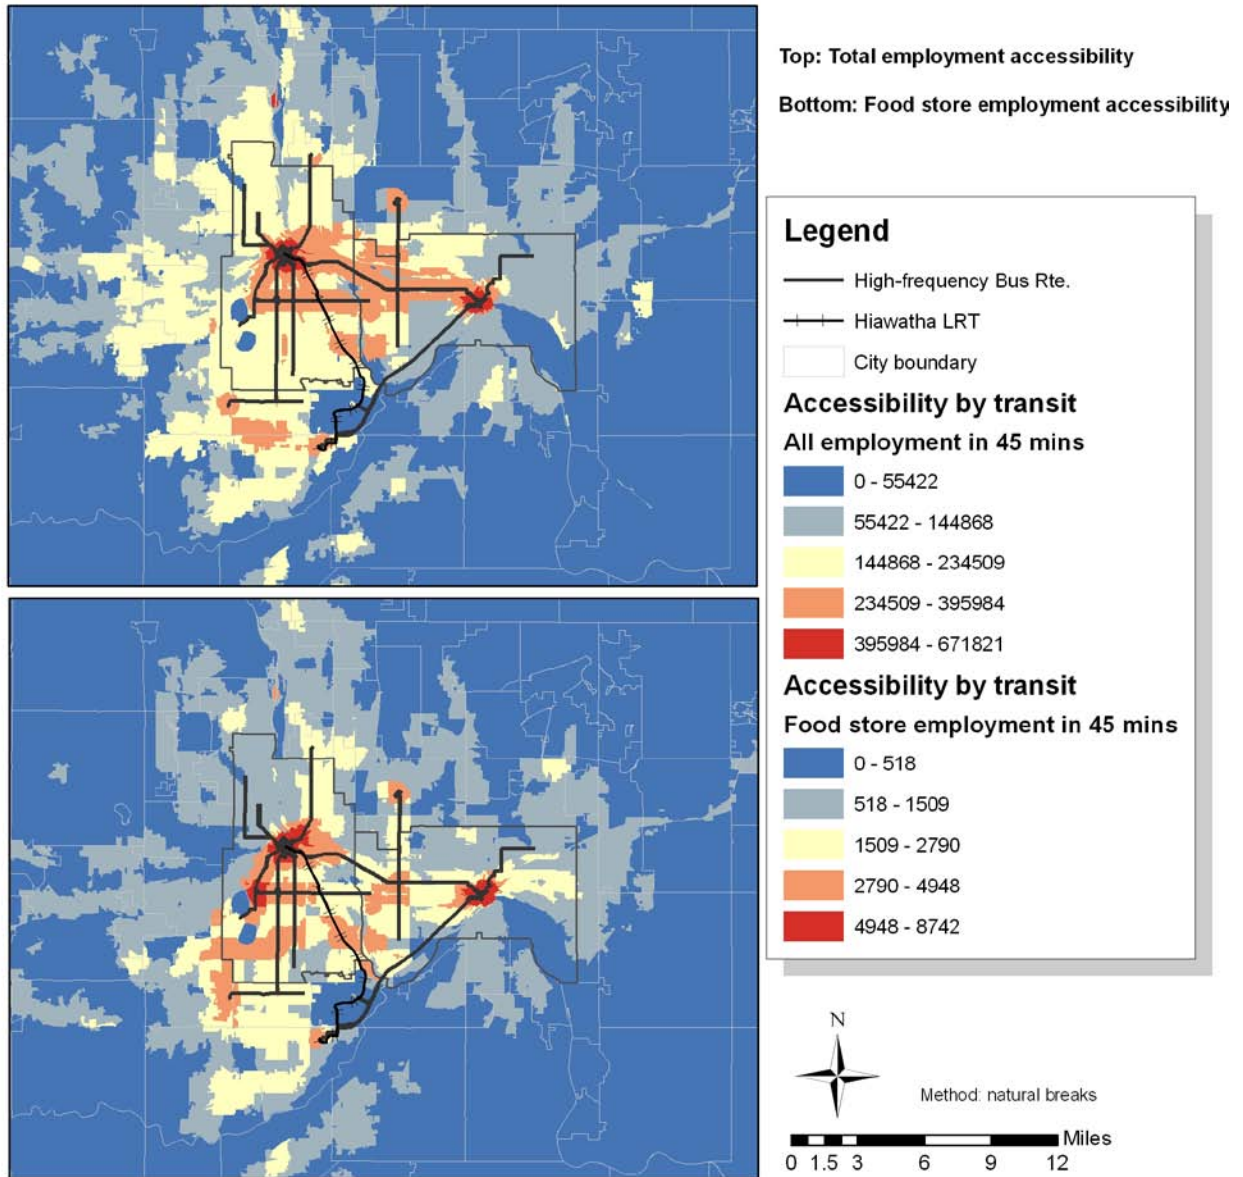 Top: Total employment accessibility
Bottom: Food store employment accessibility
Legend
High-frequency Bus Rte.
Hiawatha LRT
City boundary
Accessibility by transit
All employment in 45 mins
0 - 55422
55422 - 144868
144868 - 234509
234509 - 395984
395984 - 671821
Accessibility by transit
Food store employment in 45 mins
0 - 518
518 - 1509
1509 - 2790
2790 - 4948
4948 - 8742
N
Method: natural breaks
Miles
0 1.5 3 6 9 12